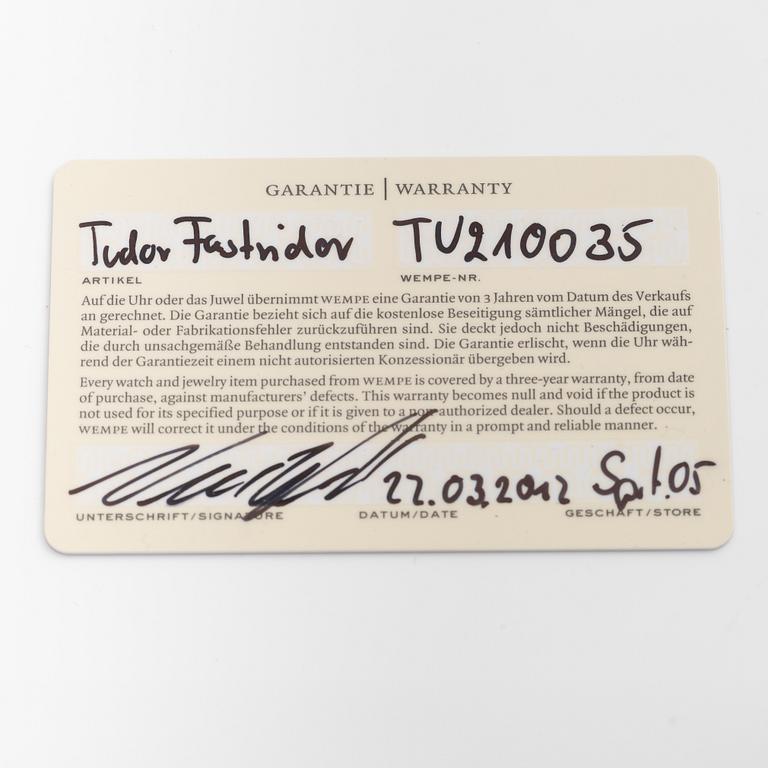 GARANTIE | WARRANTY
Tudor Fastrider TU210035
ARTIKEL WEMPE-NR.
Auf die Uhr oder das Juwel übernimmt WEMPE eine Garantie von 3 Jahren vom Datum des Verkaufs
an gerechnet. Die Garantie bezieht sich auf die kostenlose Beseitigung sämtlicher Mängel, die auf
Material- oder Fabrikationsfehler zurückzuführen sind. Sie deckt jedoch nicht Beschädigungen,
die durch unsachgemäße Behandlung entstanden sind. Die Garantie erlischt, wenn die Uhr wäh-
rend der Garantiezeit einem nicht autorisierten Konzessionär übergeben wird.
Every watch and jewelry item purchased from WEMPE is covered by a three-year warranty, from date
of purchase, against manufacturers' defects. This warranty becomes null and void if the product is
not used for its specified purpose or if it is given to a non-authorized dealer. Should a defect occur,
WEMPE will correct it under the conditions of the warranty in a prompt and reliable manner.
22.03.2012 05
UNTERSCHRIFT/SIGNATURE DATUM/DATE GESCHÄFT/STORE